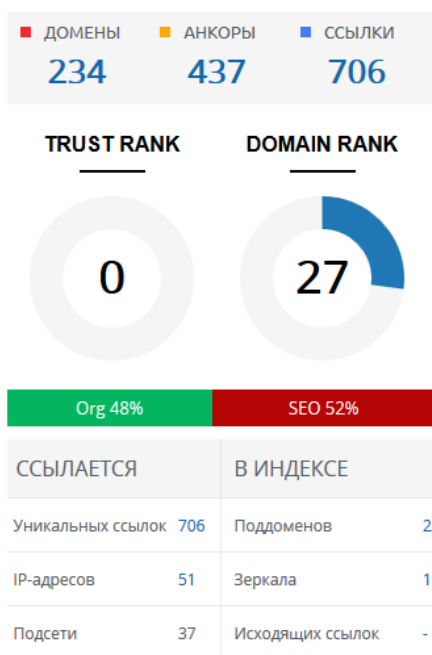 ДОМЕНЫ АНКОРЫ ССЫЛКИ
234 437 706
TRUST RANK DOMAIN RANK
0 27
Org 48% SEO 52%
ССЫЛАЕТСЯ В ИНДЕКСЕ
Уникальных ссылок 706 Поддоменов 2
IP-адресов 51 Зеркала 1
Подсети 37 Исходящих ссылок -